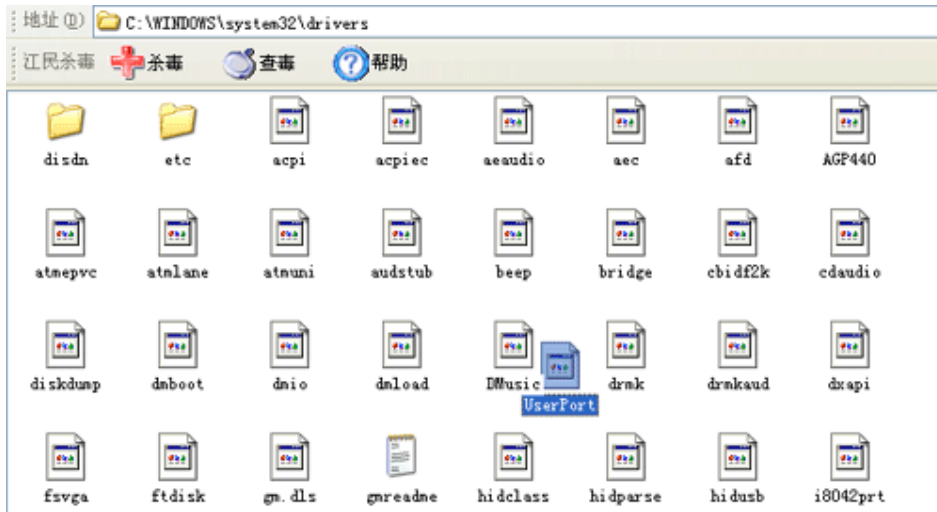 地址(D) C:\WINDOWS\system32\drivers
江民杀毒 杀毒 查毒 帮助
disdn etc acpi acpiec aeaudio aec afd AGP440
atmepvc atmlane atmuni audstub beep bridge cbidf2k cdaudio
diskdump dmboot dmio dmload DMusic drmk drmkaud dxapi
UserPort
fsvga ftdisk gm.dls gmreadme hidclass hidparse hidusb i8042prt